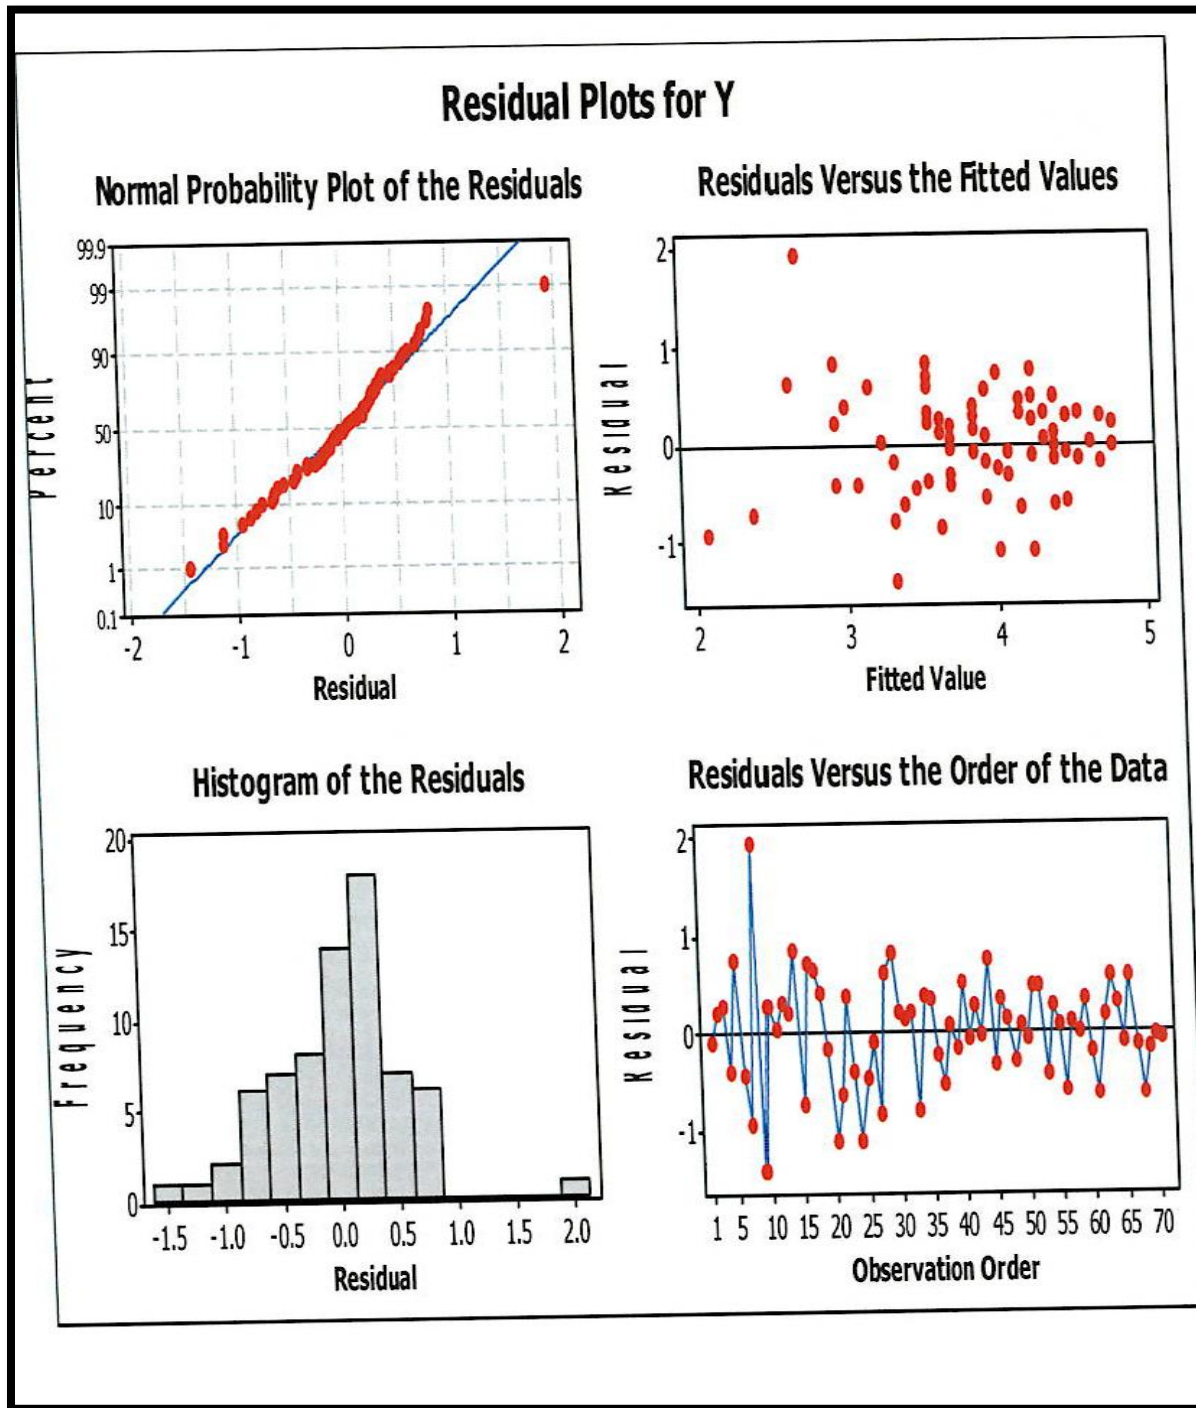 Residual Plots for Y
Normal Probability Plot of the Residuals
99.9
99
90
50
10
1
0.1
-2 -1 0 1 2
Percent
Residual
Residuals Versus the Fitted Values
2
1
0
-1
2 3 4 5
Residual
Fitted Value
Histogram of the Residuals
20
15
10
5
0
-1.5 -1.0 -0.5 0.0 0.5 1.0 1.5 2.0
Frequency
Residual
Residuals Versus the Order of the Data
2
1
0
-1
1 5 10 15 20 25 30 35 40 45 50 55 60 65 70
Residual
Observation Order